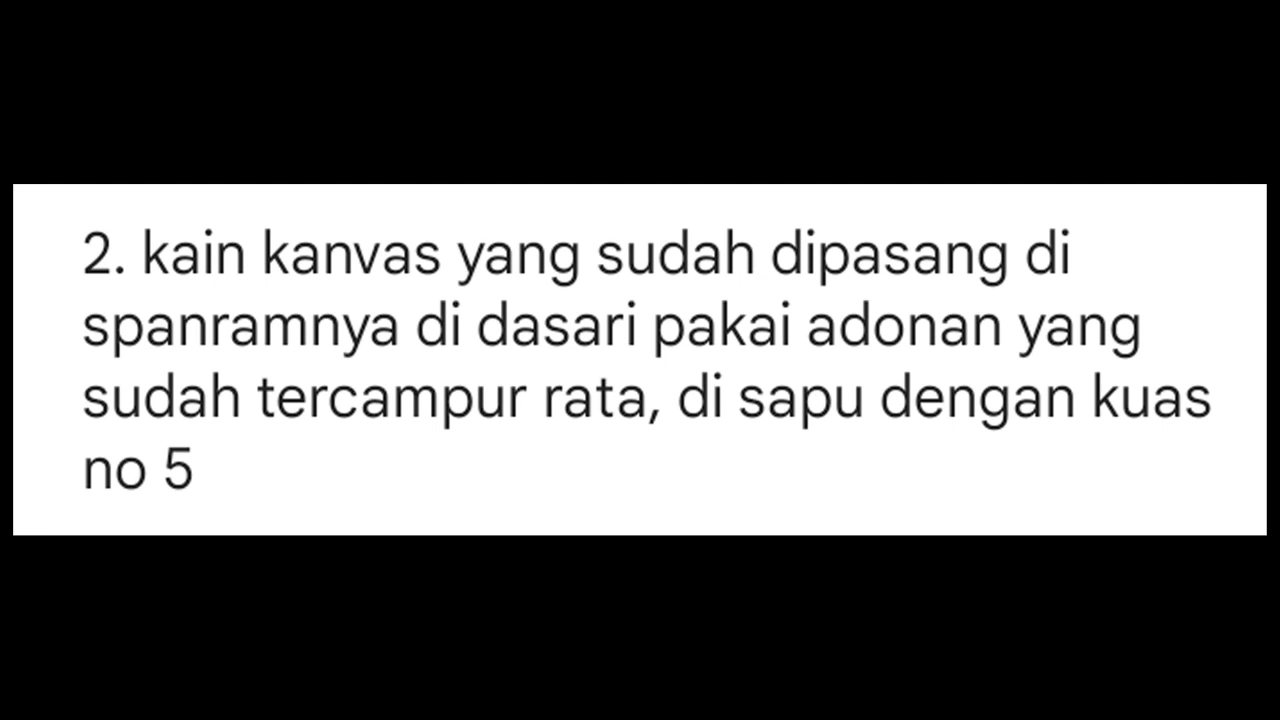 2. kain kanvas yang sudah dipasang di
spanramnya di dasari pakai adonan yang
sudah tercampur rata, di sapu dengan kuas
no 5